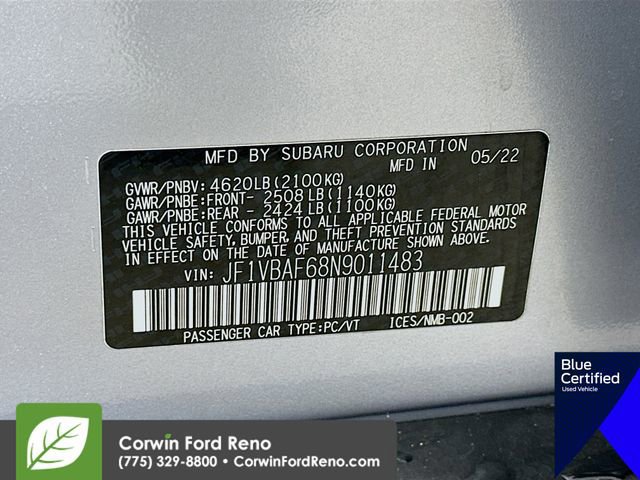 MFD BY SUBARU CORPORATION
MFD IN 05/22
GVWR/PNBV: 4620LB(2100KG)
GAWR/PNBE:FRONT- 2508 LB(1140KG)
GAWR/PNBE:REAR - 2424 LB(1100KG)
THIS VEHICLE CONFORMS TO ALL APPLICABLE FEDERAL MOTOR
VEHICLE SAFETY, BUMPER, AND THEFT PREVENTION STANDARDS
IN EFFECT ON THE DATE OF MANUFACTURE SHOWN ABOVE.
VIN: JF1VBAF68N9011483
PASSENGER CAR TYPE:PC/VT ICES/NMB-002
Blue
Certified
Used Vehicle
Corwin Ford Reno
(775) 329-8800 • CorwinFordReno.com